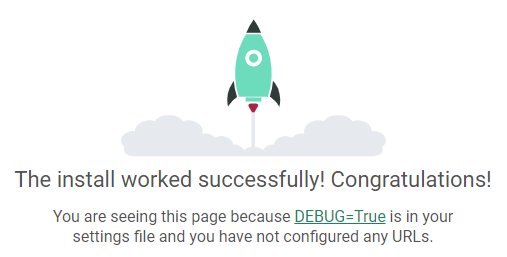 The install worked successfully! Congratulations!
You are seeing this page because DEBUG=True is in your
settings file and you have not configured any URLs.